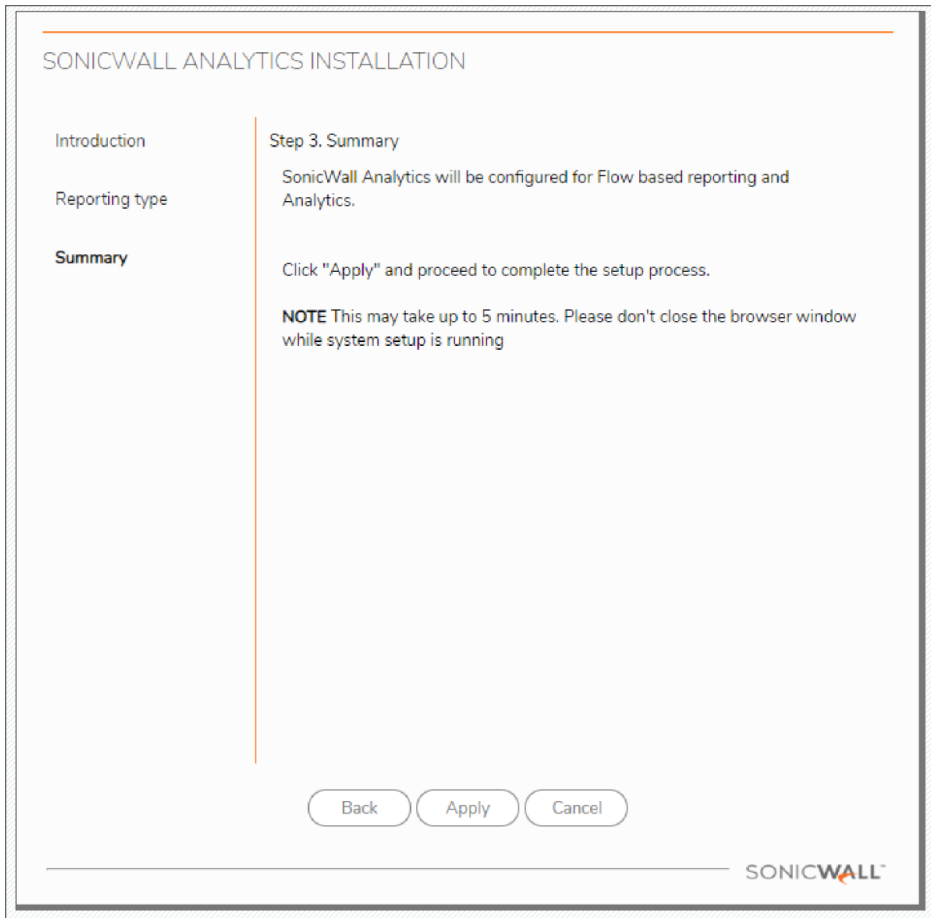 SONICWALL ANALYTICS INSTALLATION
Introduction
Reporting type
Summary
Step 3. Summary
SonicWall Analytics will be configured for Flow based reporting and
Analytics.
Click "Apply" and proceed to complete the setup process.
NOTE This may take up to 5 minutes. Please don't close the browser window
while system setup is running
Back
Apply
Cancel
SONICWALL™